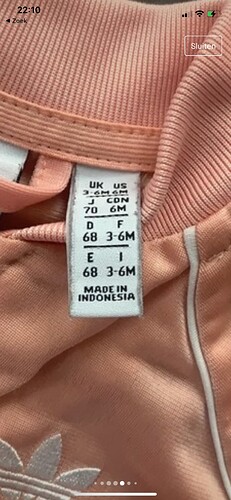 22:10
◀ Zoek
Sluiten
UK US
3-6M 6M
J CDN
70 6M
D F
68 3-6M
E I
68 3-6M
MADE IN
INDONESIA